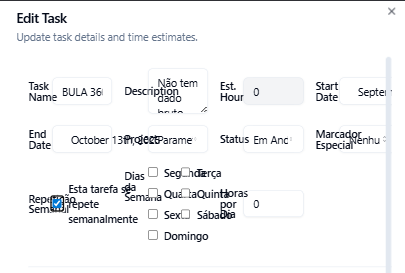 Edit Task
Update task details and time estimates.
Task Name
BULA 36
Description
Não tem
dado
bruto
Est. Hour
0
Start Date
Septem
End Date
October 13th, 2025
Project
Parame
Status
Em And
Marcador Especial
Nenhu
Repetição Semanal
Esta tarefa se repete semanalmente
Dias da Semana
Segunda
Terça
Quarta
Quinta
Sexta
Sábado
Domingo
Horas por Dia
0